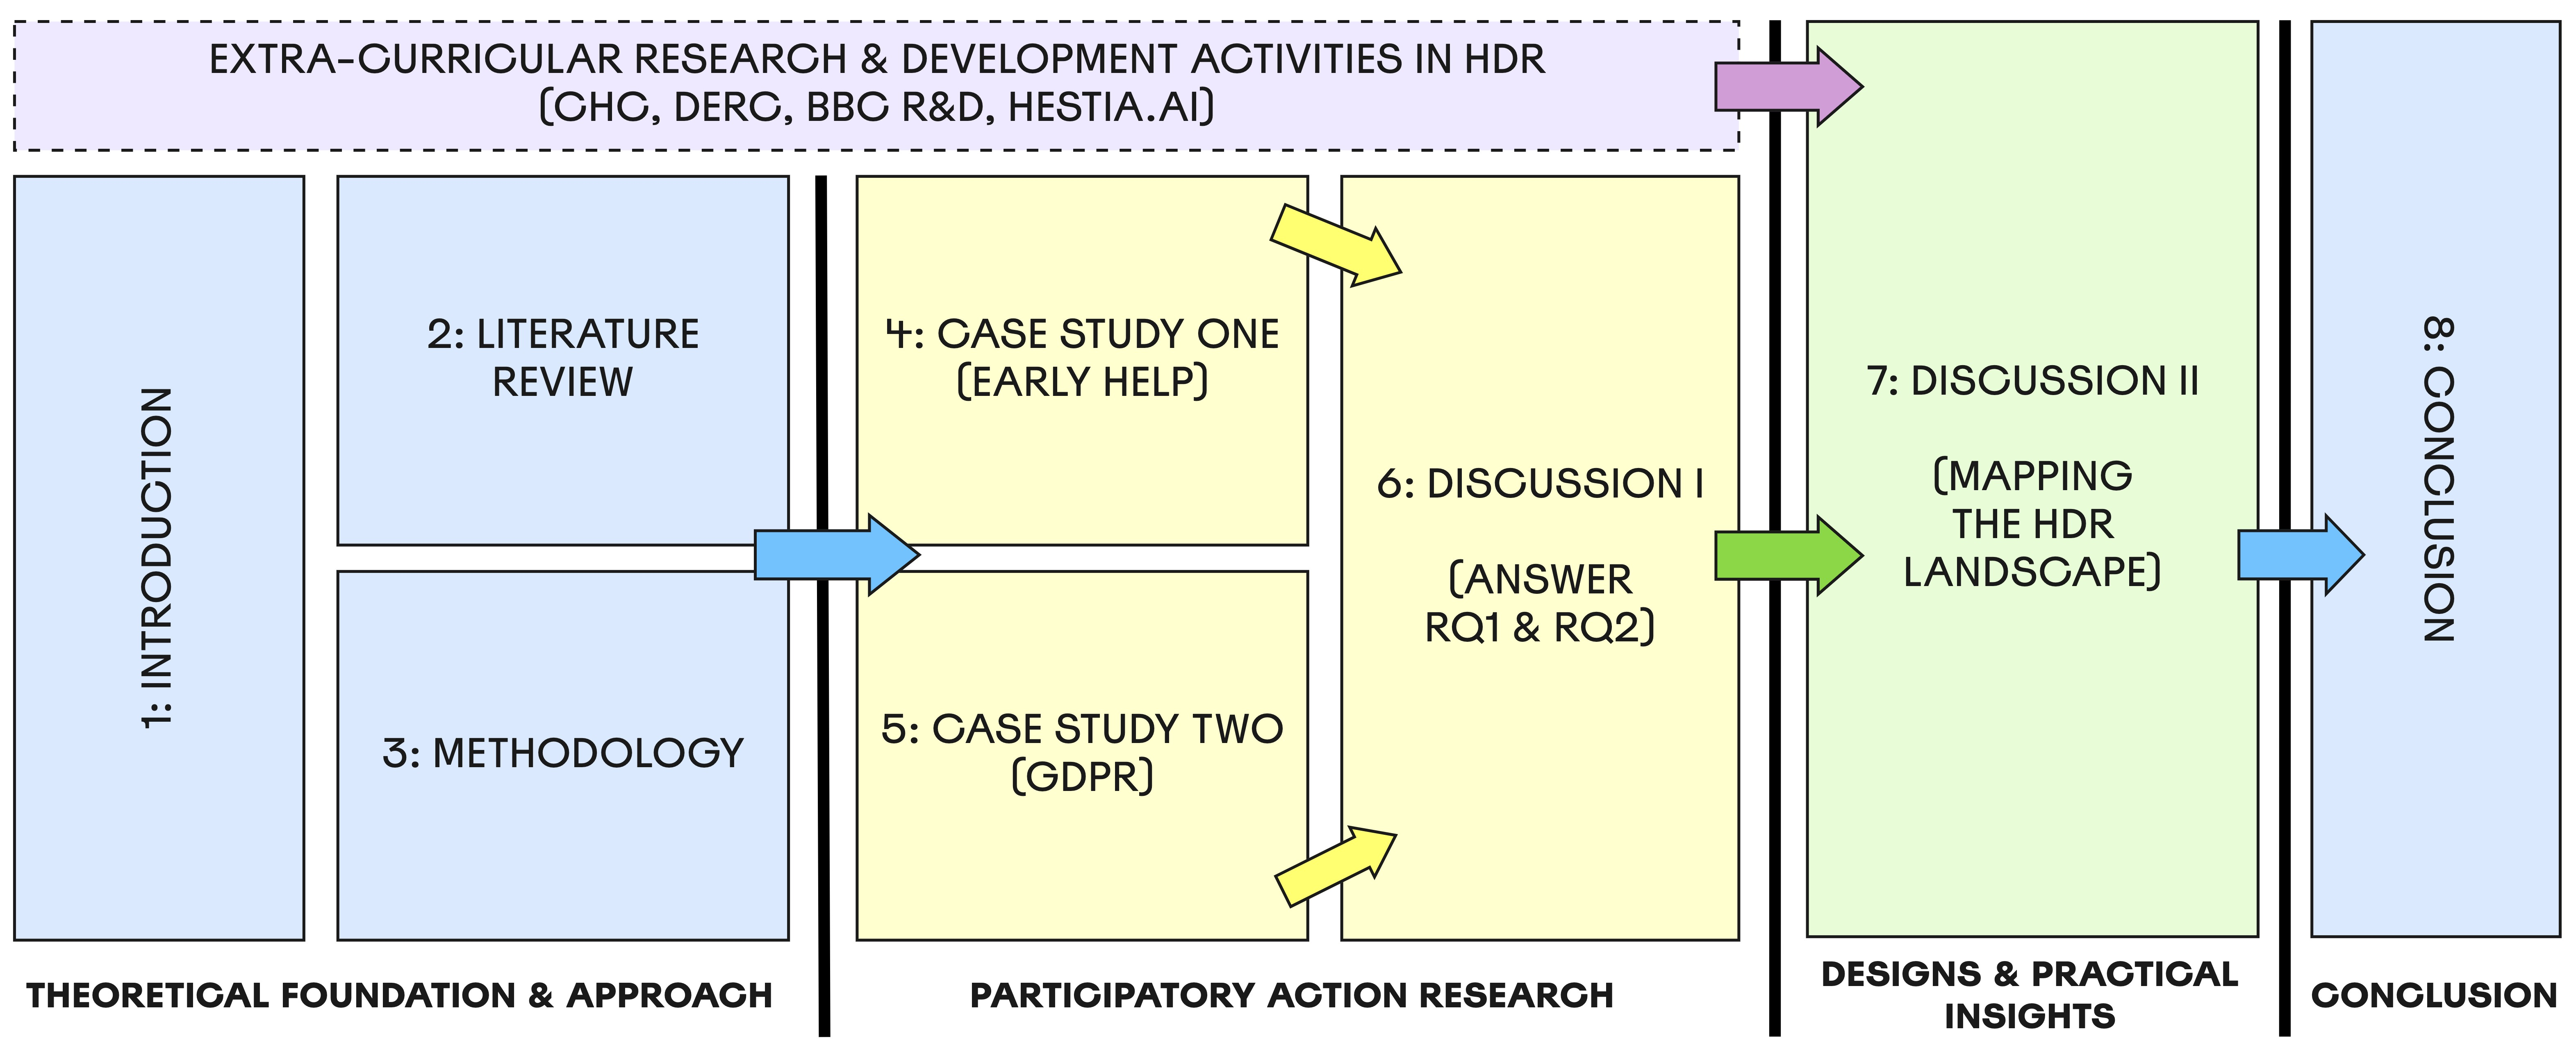 EXTRA-CURRICULAR RESEARCH & DEVELOPMENT ACTIVITIES IN HDR
(CHC, DERC, BBC R&D, HESTIA.AI)
1: INTRODUCTION
2: LITERATURE
REVIEW
3: METHODOLOGY
4: CASE STUDY ONE
(EARLY HELP)
5: CASE STUDY TWO
(GDPR)
6: DISCUSSION I
(ANSWER
RQ1 & RQ2)
7: DISCUSSION II
(MAPPING
THE HDR
LANDSCAPE)
8: CONCLUSION
THEORETICAL FOUNDATION & APPROACH
PARTICIPATORY ACTION RESEARCH
DESIGNS & PRACTICAL
INSIGHTS
CONCLUSION